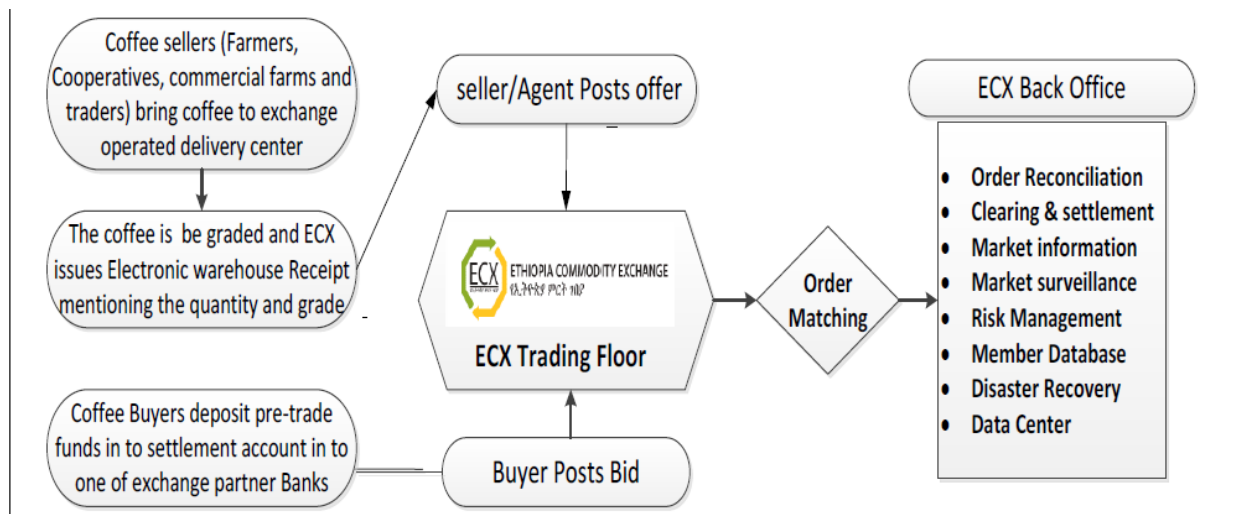 Coffee sellers (Farmers,
Cooperatives, commercial farms and
traders) bring coffee to exchange
operated delivery center
The coffee is be graded and ECX
issues Electronic warehouse Receipt
mentioning the quantity and grade
Coffee Buyers deposit pre-trade
funds in to settlement account in to
one of exchange partner Banks
seller/Agent Posts offer
ECX
ETHIOPIA COMMODITY EXCHANGE
የኢትዮጵያ ምርት ገበያ
ECX Trading Floor
Buyer Posts Bid
Order
Matching
ECX Back Office
• Order Reconciliation
• Clearing & settlement
• Market information
• Market surveillance
• Risk Management
• Member Database
• Disaster Recovery
• Data Center